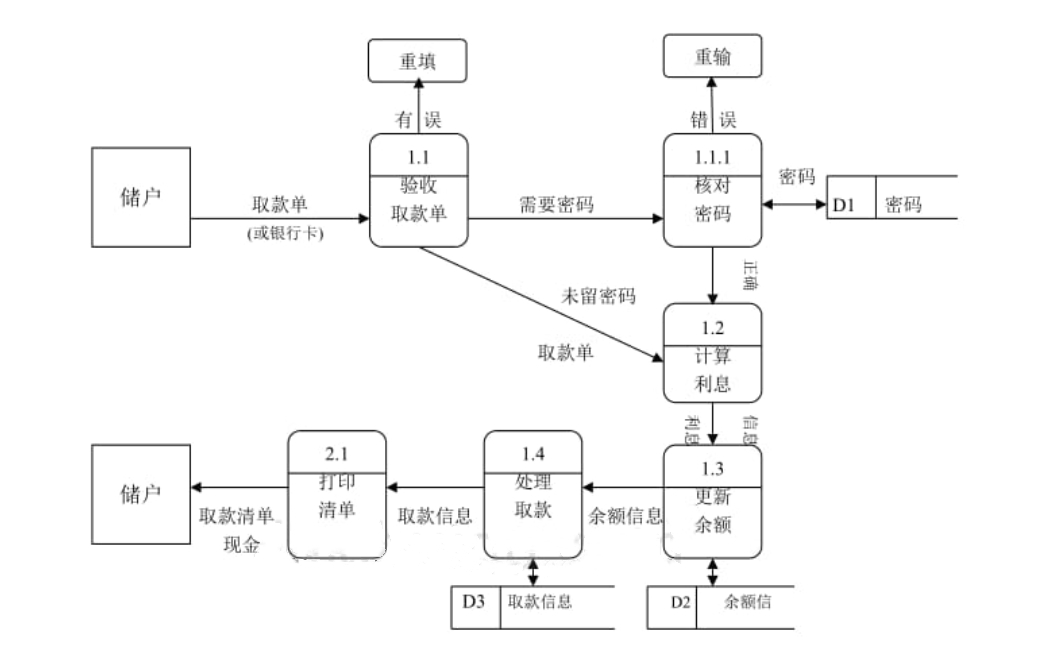 重填
重输
有 误
错 误
1.1
验收
取款单
1.1.1
核对
密码
储户
取款单
(或银行卡)
需要密码
密码
D1 密码
正确
未留密码
取款单
1.2
计算
利息
利息
信息
储户
取款清单
现金
2.1
打印
清单
取款信息
1.4
处理
取款
余额信息
1.3
更新
余额
D3 取款信息
D2 余额信